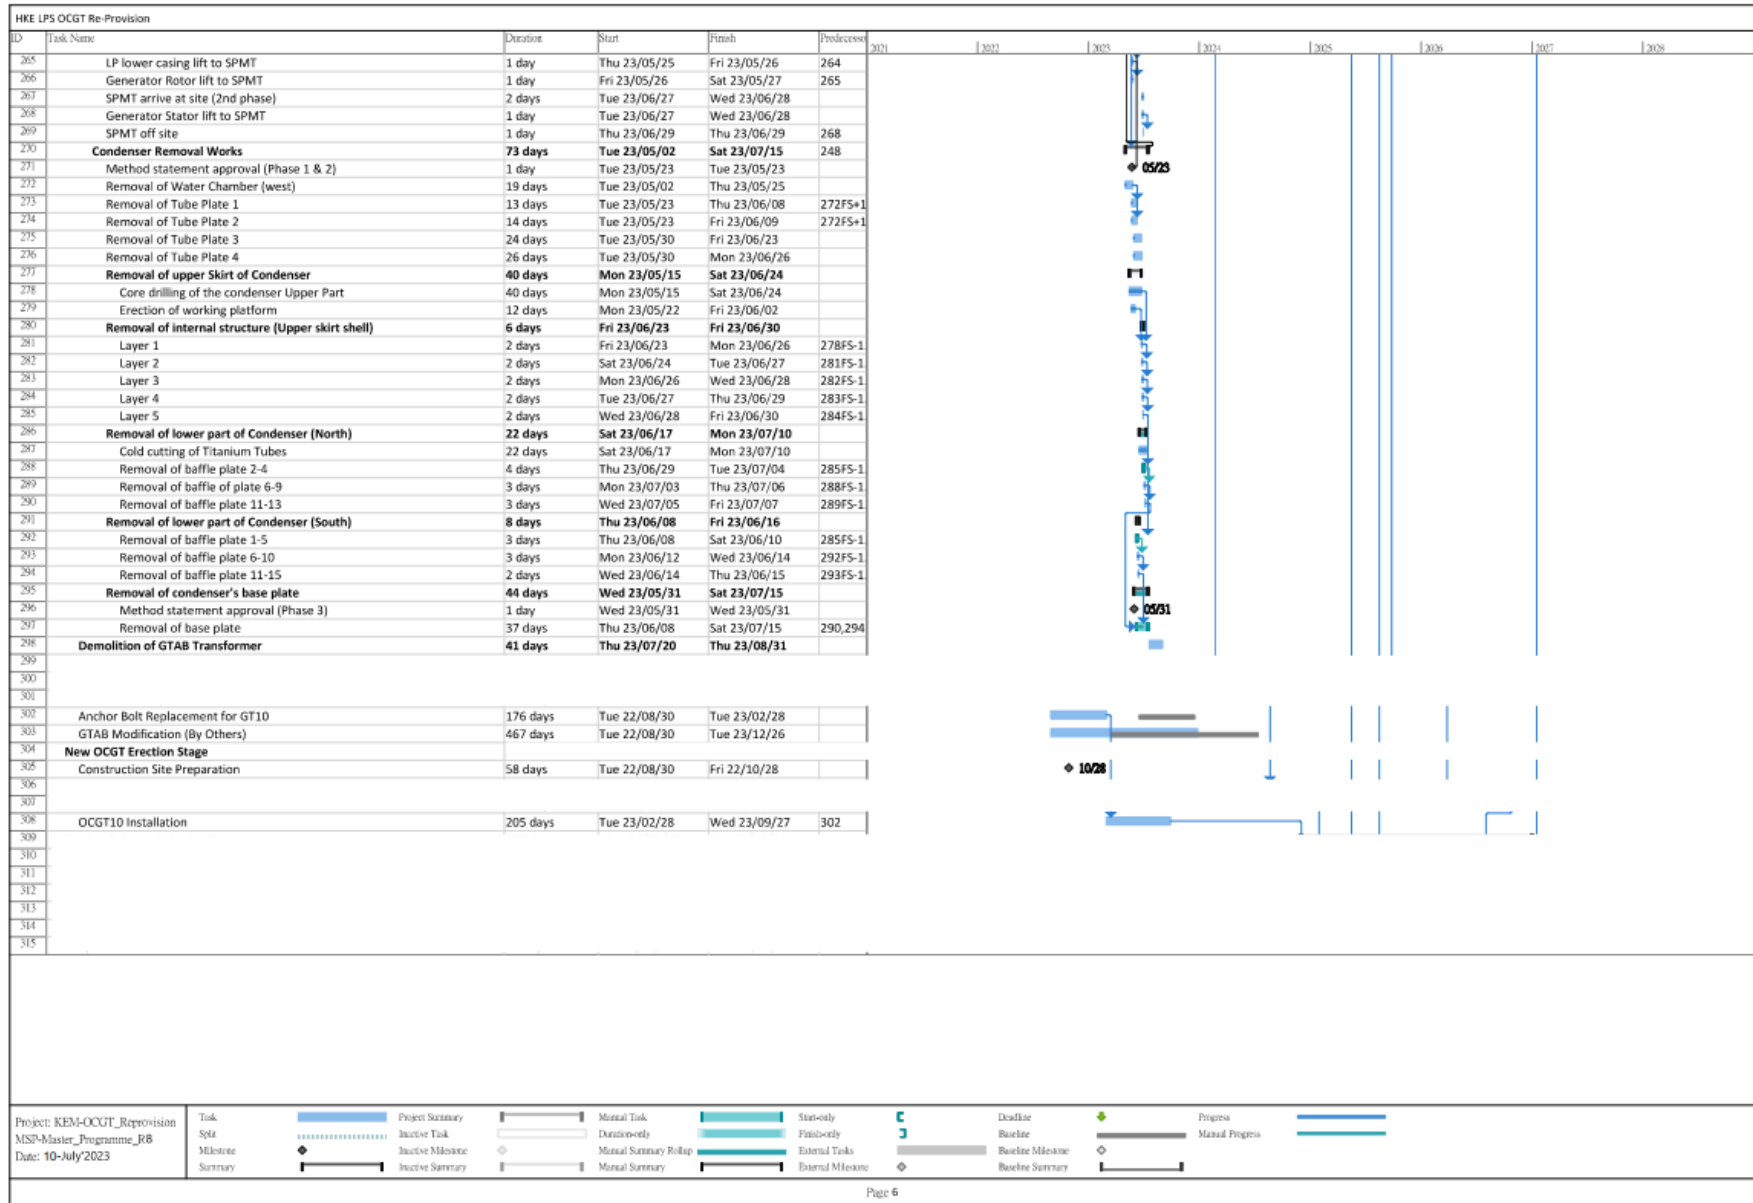 HKE LPS OCGT Re-Provision
ID Task Name Duration Start Finish Predecesso 2021 2022 2023 2024 2025 2026 2027 2028
265 LP lower casing lift to SPMT 1 day Thu 23/05/25 Fri 23/05/26 264
266 Generator Rotor lift to SPMT 1 day Fri 23/05/26 Sat 23/05/27 265
267 SPMT arrive at site (2nd phase) 2 days Tue 23/06/27 Wed 23/06/28
268 Generator Stator lift to SPMT 1 day Tue 23/06/27 Wed 23/06/28
269 SPMT off site 1 day Thu 23/06/29 Thu 23/06/29 268
270 Condenser Removal Works 73 days Tue 23/05/02 Sat 23/07/15 248
271 Method statement approval (Phase 1 & 2) 1 day Tue 23/05/23 Tue 23/05/23 05/23
272 Removal of Water Chamber (west) 19 days Tue 23/05/02 Thu 23/05/25
273 Removal of Tube Plate 1 13 days Tue 23/05/23 Thu 23/06/08 272FS+1
274 Removal of Tube Plate 2 14 days Tue 23/05/23 Fri 23/06/09 272FS+1
275 Removal of Tube Plate 3 24 days Tue 23/05/30 Fri 23/06/23
276 Removal of Tube Plate 4 26 days Tue 23/05/30 Mon 23/06/26
277 Removal of upper Skirt of Condenser 40 days Mon 23/05/15 Sat 23/06/24
278 Core drilling of the condenser Upper Part 40 days Mon 23/05/15 Sat 23/06/24
279 Erection of working platform 12 days Mon 23/05/22 Fri 23/06/02
280 Removal of internal structure (Upper skirt shell) 6 days Fri 23/06/23 Fri 23/06/30
281 Layer 1 2 days Fri 23/06/23 Mon 23/06/26 278FS-1
282 Layer 2 2 days Sat 23/06/24 Tue 23/06/27 281FS-1
283 Layer 3 2 days Mon 23/06/26 Wed 23/06/28 282FS-1
284 Layer 4 2 days Tue 23/06/27 Thu 23/06/29 283FS-1
285 Layer 5 2 days Wed 23/06/28 Fri 23/06/30 284FS-1
286 Removal of lower part of Condenser (North) 22 days Sat 23/06/17 Mon 23/07/10
287 Cold cutting of Titanium Tubes 22 days Sat 23/06/17 Mon 23/07/10
288 Removal of baffle plate 2-4 4 days Thu 23/06/29 Tue 23/07/04 285FS-1
289 Removal of baffle of plate 6-9 3 days Mon 23/07/03 Thu 23/07/06 288FS-1
290 Removal of baffle plate 11-13 3 days Wed 23/07/05 Fri 23/07/07 289FS-1
291 Removal of lower part of Condenser (South) 8 days Thu 23/06/08 Fri 23/06/16
292 Removal of baffle plate 1-5 3 days Thu 23/06/08 Sat 23/06/10 285FS-1
293 Removal of baffle plate 6-10 3 days Mon 23/06/12 Wed 23/06/14 292FS-1
294 Removal of baffle plate 11-15 2 days Wed 23/06/14 Thu 23/06/15 293FS-1
295 Removal of condenser's base plate 44 days Wed 23/05/31 Sat 23/07/15
296 Method statement approval (Phase 3) 1 day Wed 23/05/31 Wed 23/05/31 05/31
297 Removal of base plate 37 days Thu 23/06/08 Sat 23/07/15 290,294
298 Demolition of GTAB Transformer 41 days Thu 23/07/20 Thu 23/08/31
299
300
301
302 Anchor Bolt Replacement for GT10 176 days Tue 22/08/30 Tue 23/02/28
303 GTAB Modification (By Others) 467 days Tue 22/08/30 Tue 23/12/26
304 New OCGT Erection Stage
305 Construction Site Preparation 58 days Tue 22/08/30 Fri 22/10/28 10/28
306
307
308 OCGT10 Installation 205 days Tue 23/02/28 Wed 23/09/27 302
309
310
311
312
313
314
315
Project: KEM-OCGT_Reprovision
MSP-Master_Programme_R8
Date: 10-July'2023
Task Project Summary Manual Task Start-only Deadline Progress
Split Inactive Task Duration-only Finish-only Baseline Manual Progress
Milestone Inactive Milestone Manual Summary Rollup External Tasks Baseline Milestone
Summary Inactive Summary Manual Summary External Milestone Baseline Summary
Page 6